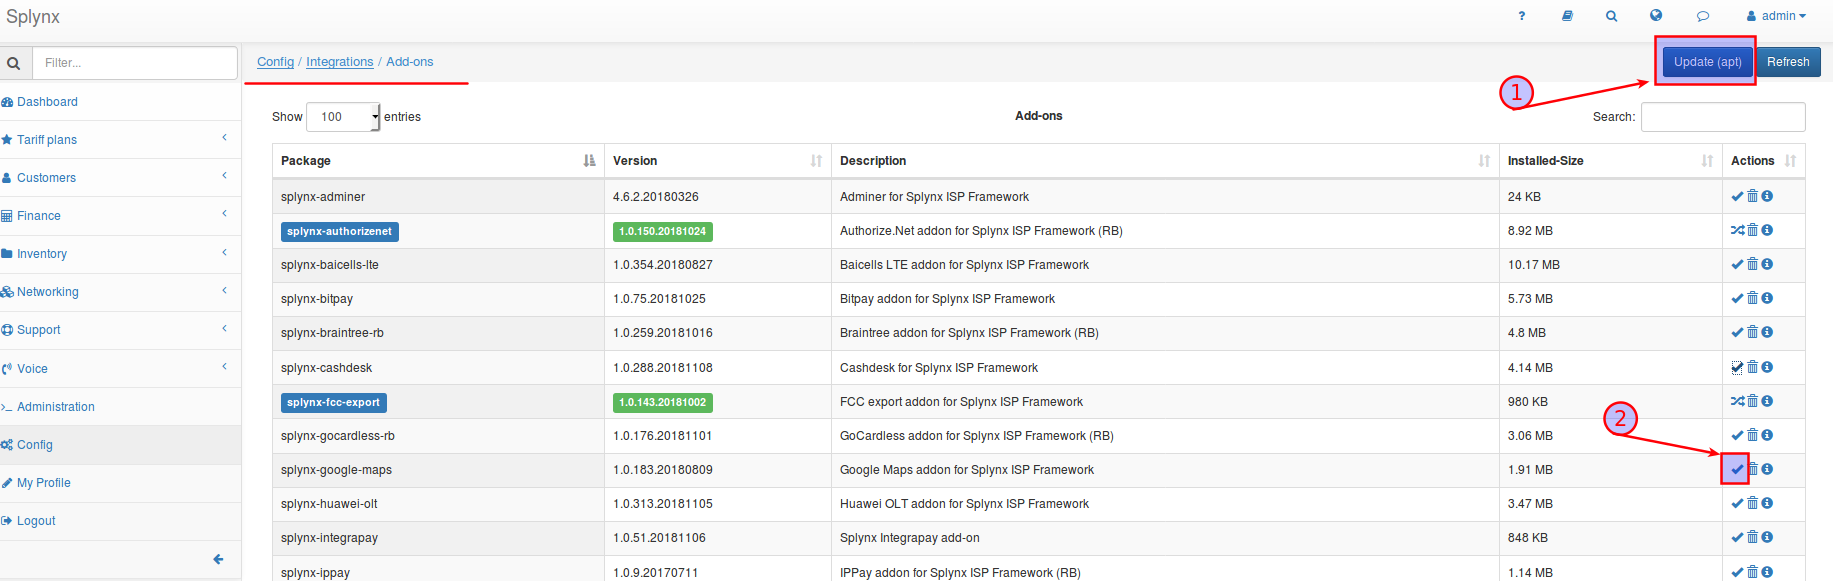 Splynx
? admin
Filter...
Config / Integrations / Add-ons
Update (apt) Refresh
1
Dashboard
Tariff plans
Customers
Finance
Inventory
Networking
Support
Voice
Administration
Config
My Profile
Logout
Show 100 entries
Add-ons
Search:
Package Version Description Installed-Size Actions
splynx-adminer 4.6.2.20180326 Adminer for Splynx ISP Framework 24 KB
splynx-authorizenet 1.0.150.20181024 Authorize.Net addon for Splynx ISP Framework (RB) 8.92 MB
splynx-baicells-lte 1.0.354.20180827 Baicells LTE addon for Splynx ISP Framework 10.17 MB
splynx-bitpay 1.0.75.20181025 Bitpay addon for Splynx ISP Framework 5.73 MB
splynx-braintree-rb 1.0.259.20181016 Braintree addon for Splynx ISP Framework (RB) 4.8 MB
splynx-cashdesk 1.0.288.20181108 Cashdesk for Splynx ISP Framework 4.14 MB
splynx-fcc-export 1.0.143.20181002 FCC export addon for Splynx ISP Framework 980 KB
splynx-gocardless-rb 1.0.176.20181101 GoCardless addon for Splynx ISP Framework (RB) 3.06 MB
2
splynx-google-maps 1.0.183.20180809 Google Maps addon for Splynx ISP Framework 1.91 MB
splynx-huawei-olt 1.0.313.20181105 Huawei OLT addon for Splynx ISP Framework 3.47 MB
splynx-integrapay 1.0.51.20181106 Splynx Integrapay add-on 848 KB
splynx-ippay 1.0.9.20170711 IPPay addon for Splynx ISP Framework (RB) 1.14 MB